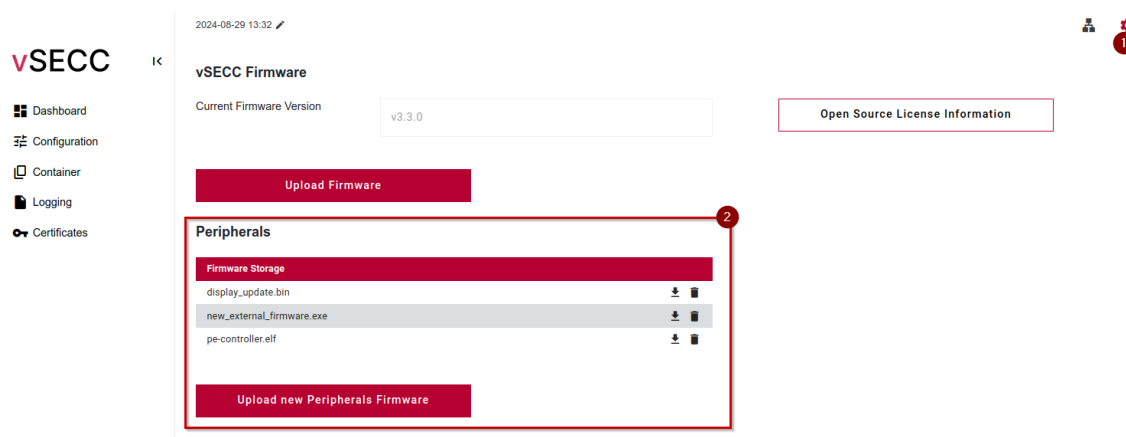 2024-08-29 13:32
1
vSECC
vSECC Firmware
Dashboard
Configuration
Container
Logging
Certificates
Current Firmware Version
v3.3.0
Open Source License Information
Upload Firmware
2
Peripherals
Firmware Storage
display_update.bin
new_external_firmware.exe
pe-controller.elf
Upload new Peripherals Firmware